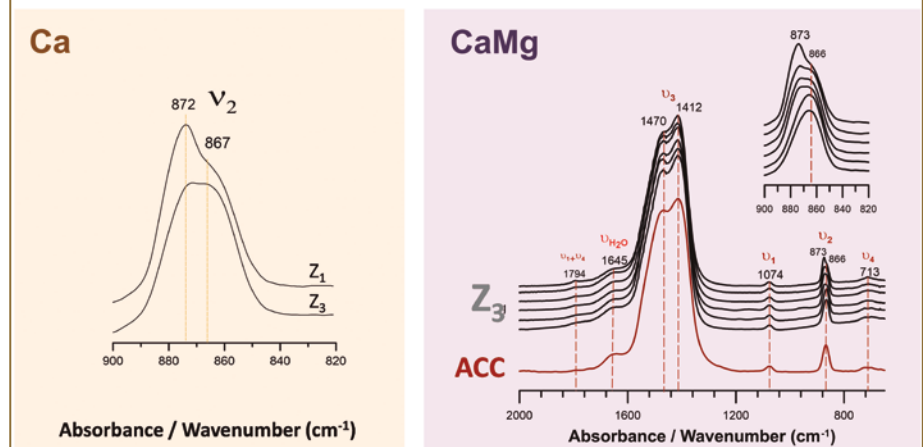 Ca
ν2
872
867
Z1
Z3
900
880
860
840
820
Absorbance / Wavenumber (cm-1)
CaMg
873
866
900
880
860
840
820
υ3
1470
1412
υ1+υ4
1794
υH2O
1645
υ1
1074
υ2
873
866
υ4
713
Z3
ACC
2000
1600
1200
800
Absorbance / Wavenumber (cm-1)